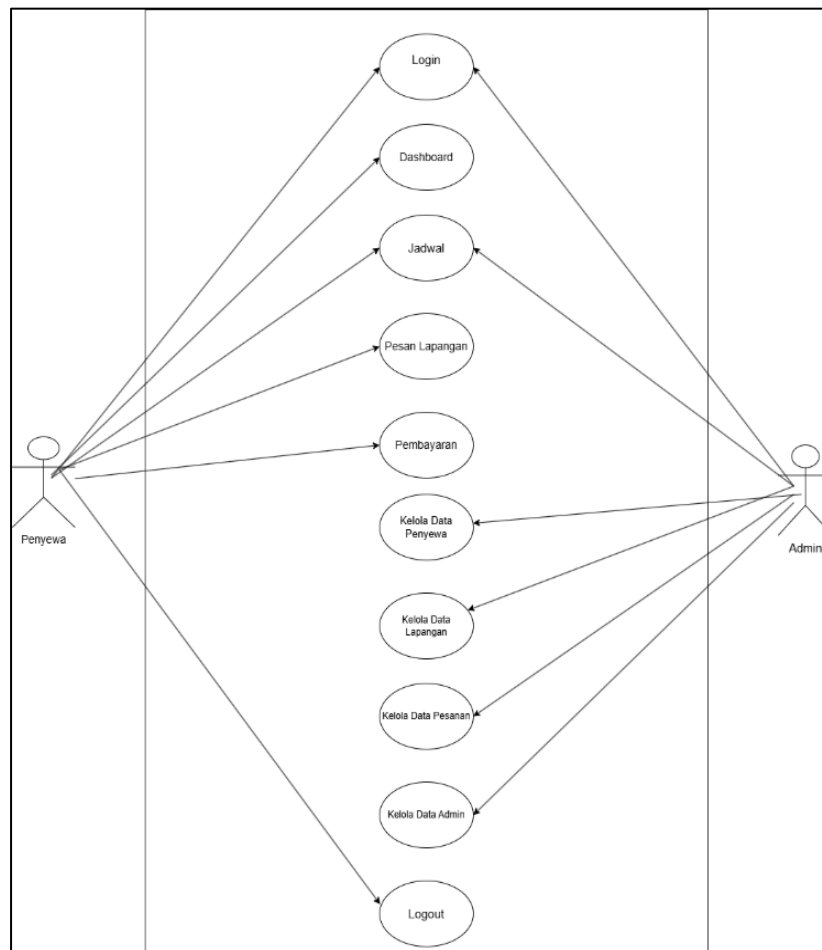 Login
Dashboard
Jadwal
Pesan Lapangan
Pembayaran
Kelola Data
Penyewa
Penyewa
Admin
Kelola Data
Lapangan
Kelola Data Pesanan
Kelola Data Admin
Logout